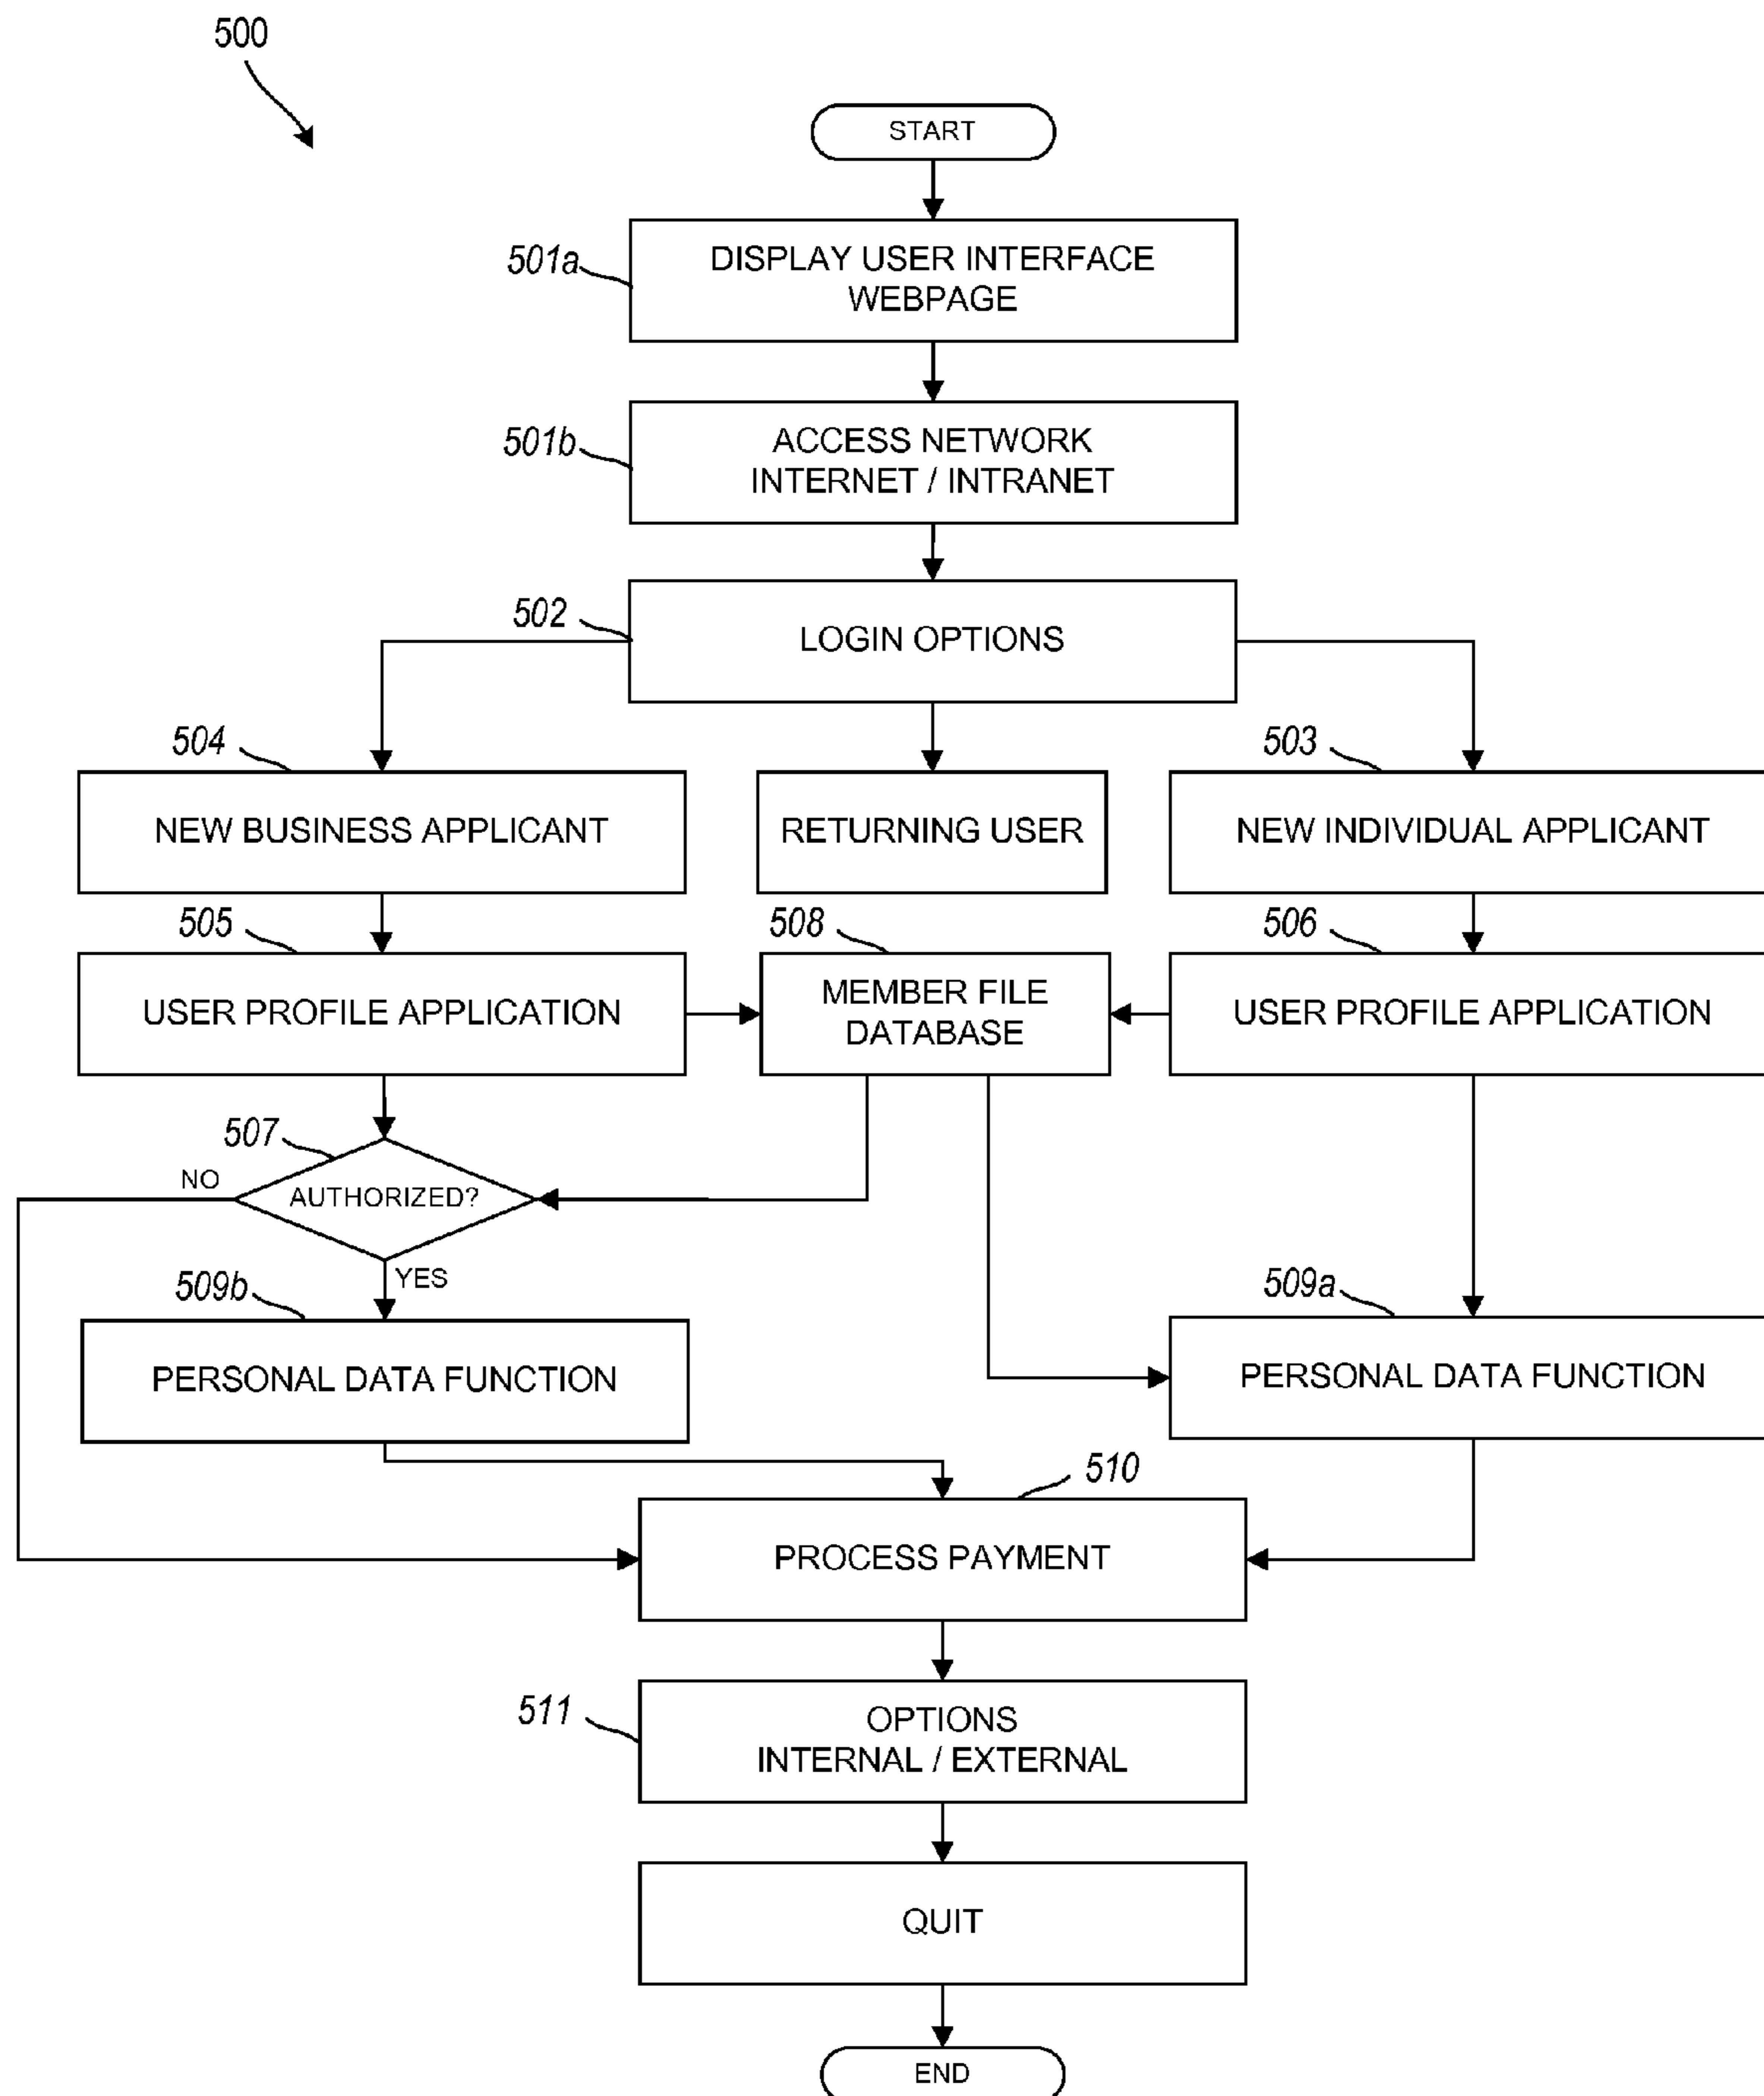 500
START
501a
DISPLAY USER INTERFACE
WEBPAGE
501b
ACCESS NETWORK
INTERNET / INTRANET
502
LOGIN OPTIONS
504
503
NEW BUSINESS APPLICANT
RETURNING USER
NEW INDIVIDUAL APPLICANT
505
508
506
USER PROFILE APPLICATION
MEMBER FILE
DATABASE
USER PROFILE APPLICATION
507
NO
AUTHORIZED?
YES
509b
509a
PERSONAL DATA FUNCTION
PERSONAL DATA FUNCTION
510
PROCESS PAYMENT
511
OPTIONS
INTERNAL / EXTERNAL
QUIT
END